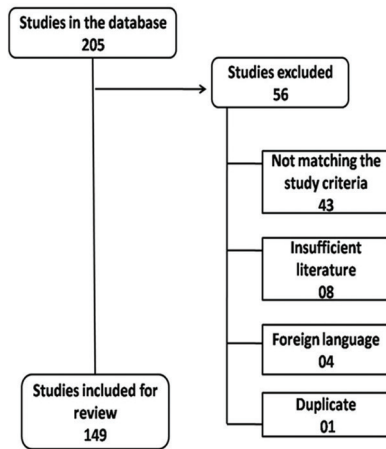 Studies in the database
205
Studies excluded
56
Not matching the
study criteria
43
Insufficient
literature
08
Foreign language
04
Studies included for
review
149
Duplicate
01